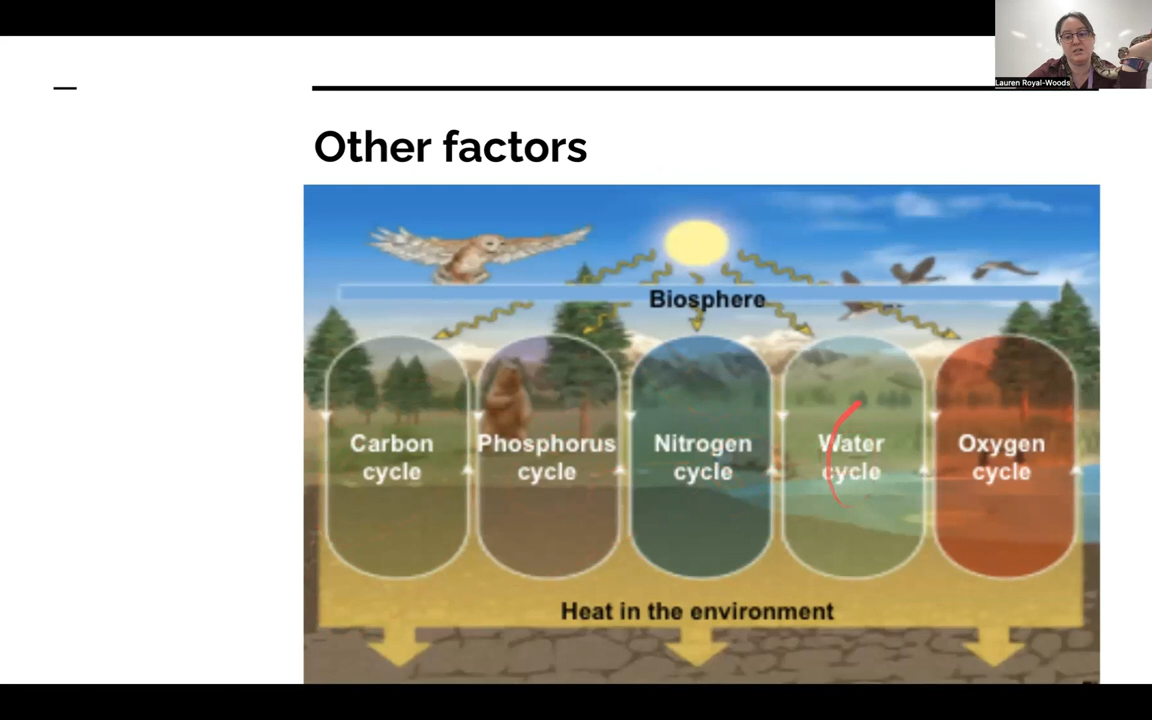 Lauren Royal-Woods
Other factors
Biosphere
Carbon
cycle
Phosphorus
cycle
Nitrogen
cycle
Water
cycle
Oxygen
cycle
Heat in the environment